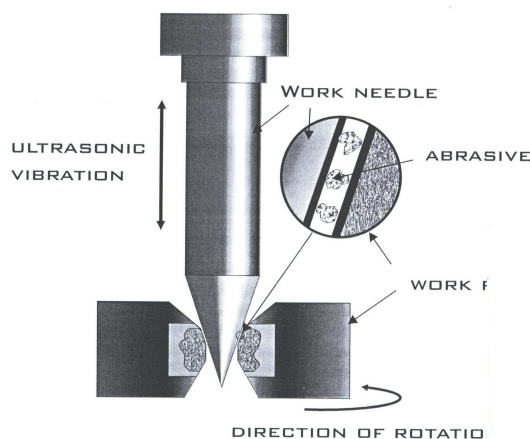 WORK NEEDLE
ULTRASONIC
VIBRATION
ABRASIVE
WORK
DIRECTION OF ROTATIO